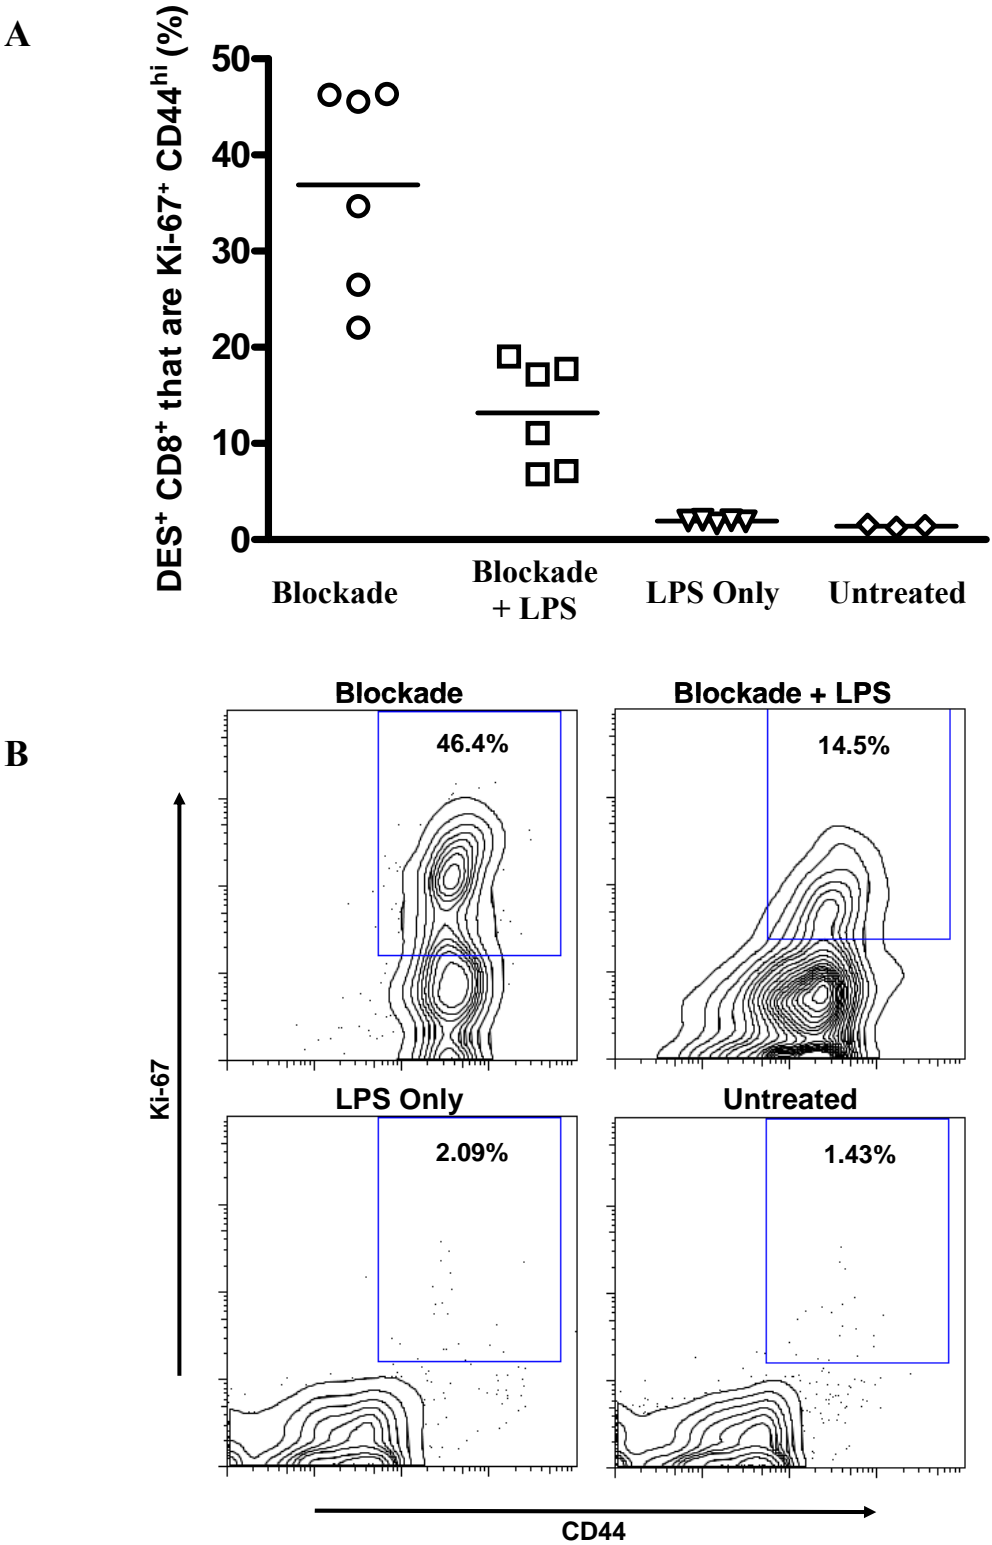 A
DES⁺ CD8⁺ that are Ki-67⁺ CD44ʰⁱ (%)
50
40
30
20
10
0
Blockade
Blockade
+ LPS
LPS Only
Untreated
B
Blockade
46.4%
Blockade + LPS
14.5%
LPS Only
2.09%
Untreated
1.43%
Ki-67
CD44